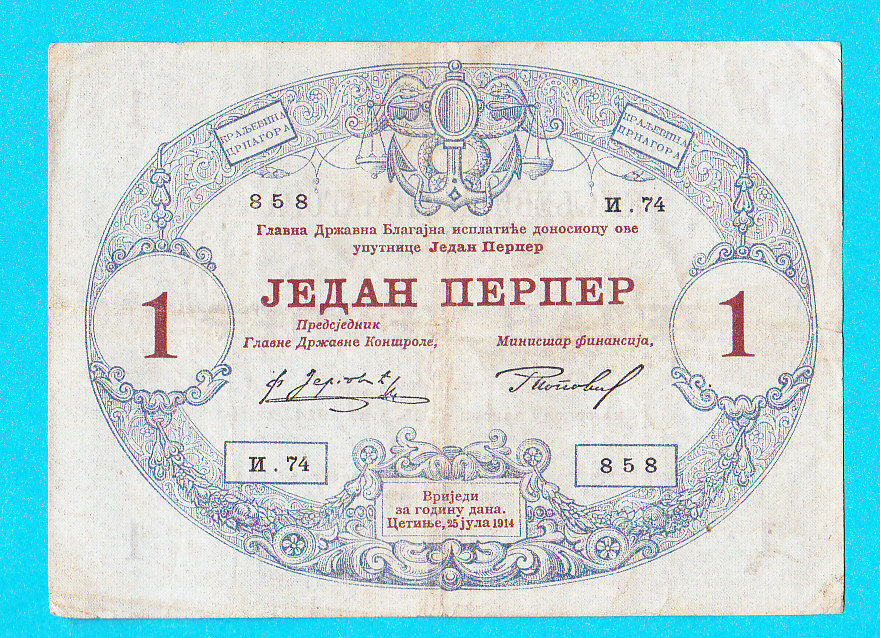 КРАЉЕВИНА
ЦРНАГОРА
КРАЉЕВИНА
ЦРНАГОРА
858
И . 74
Главна Државна Благајна исплатиће доносиоцу ове
упутнице Један Перпер
ЈЕДАН ПЕРПЕР
1
1
Предсједник
Главне Државне Контроле,
Министар финансија,
И . 74
858
Вриједи
за годину дана.
Цетиње, 25 јула 1914